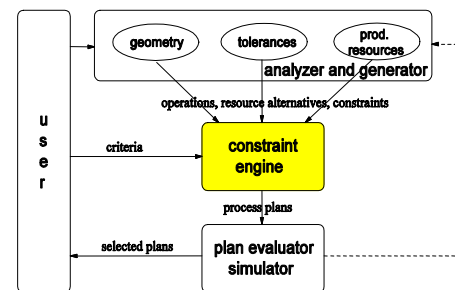 geometry
tolerances
prod.
resources
analyzer and generator
operations, resource alternatives, constraints
user
criteria
constraint
engine
process plans
selected plans
plan evaluator
simulator